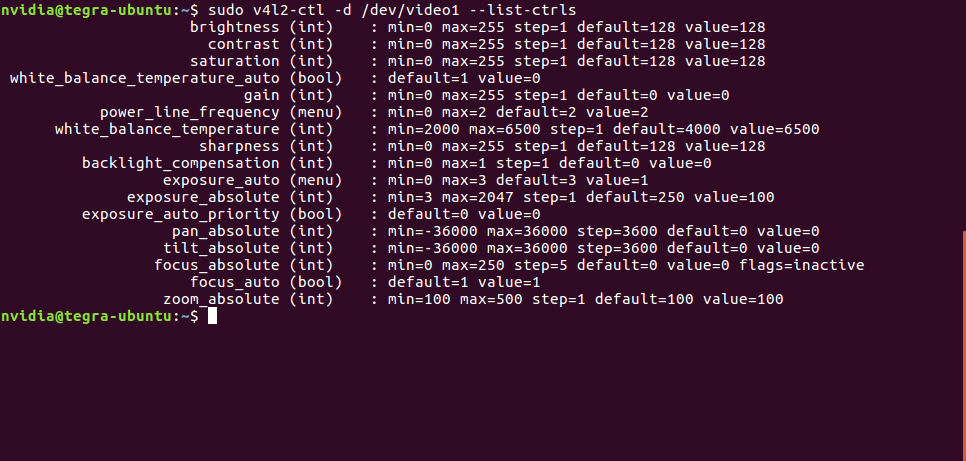 nvidia@tegra-ubuntu:~$ sudo v4l2-ctl -d /dev/video1 --list-ctrls
brightness (int) : min=0 max=255 step=1 default=128 value=128
contrast (int) : min=0 max=255 step=1 default=128 value=128
saturation (int) : min=0 max=255 step=1 default=128 value=128
white_balance_temperature_auto (bool) : default=1 value=0
gain (int) : min=0 max=255 step=1 default=0 value=0
power_line_frequency (menu) : min=0 max=2 default=2 value=2
white_balance_temperature (int) : min=2000 max=6500 step=1 default=4000 value=6500
sharpness (int) : min=0 max=255 step=1 default=128 value=128
backlight_compensation (int) : min=0 max=1 step=1 default=0 value=0
exposure_auto (menu) : min=0 max=3 default=3 value=1
exposure_absolute (int) : min=3 max=2047 step=1 default=250 value=100
exposure_auto_priority (bool) : default=0 value=0
pan_absolute (int) : min=-36000 max=36000 step=3600 default=0 value=0
tilt_absolute (int) : min=-36000 max=36000 step=3600 default=0 value=0
focus_absolute (int) : min=0 max=250 step=5 default=0 value=0 flags=inactive
focus_auto (bool) : default=1 value=1
zoom_absolute (int) : min=100 max=500 step=1 default=100 value=100
nvidia@tegra-ubuntu:~$